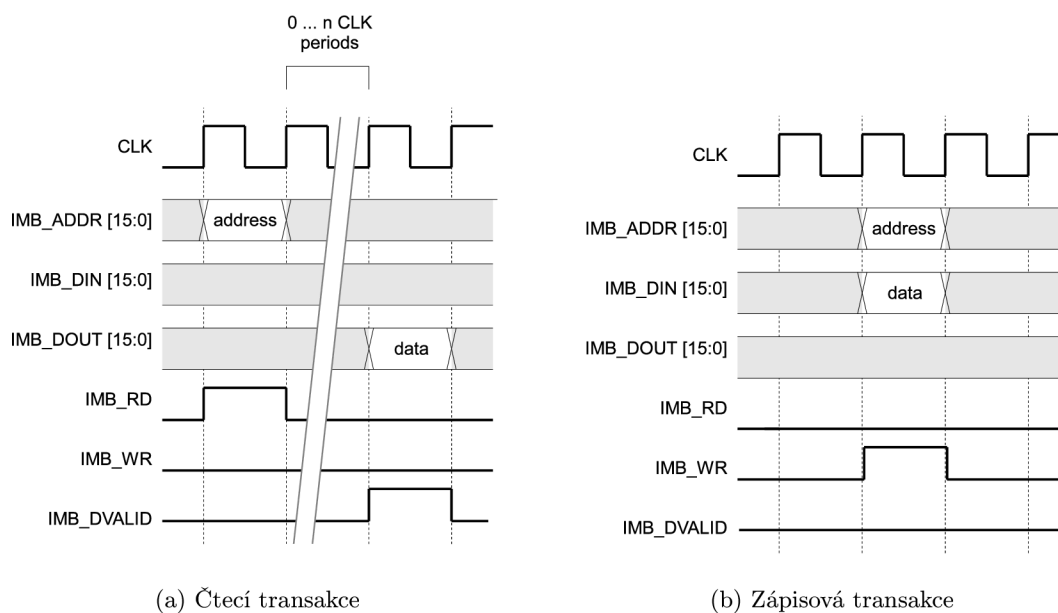 0 ... n CLK
periods
CLK
IMB_ADDR [15:0]
address
IMB_DIN [15:0]
IMB_DOUT [15:0]
data
IMB_RD
IMB_WR
IMB_DVALID
(a) Čtecí transakce
CLK
IMB_ADDR [15:0]
address
IMB_DIN [15:0]
data
IMB_DOUT [15:0]
IMB_RD
IMB_WR
IMB_DVALID
(b) Zápisová transakce